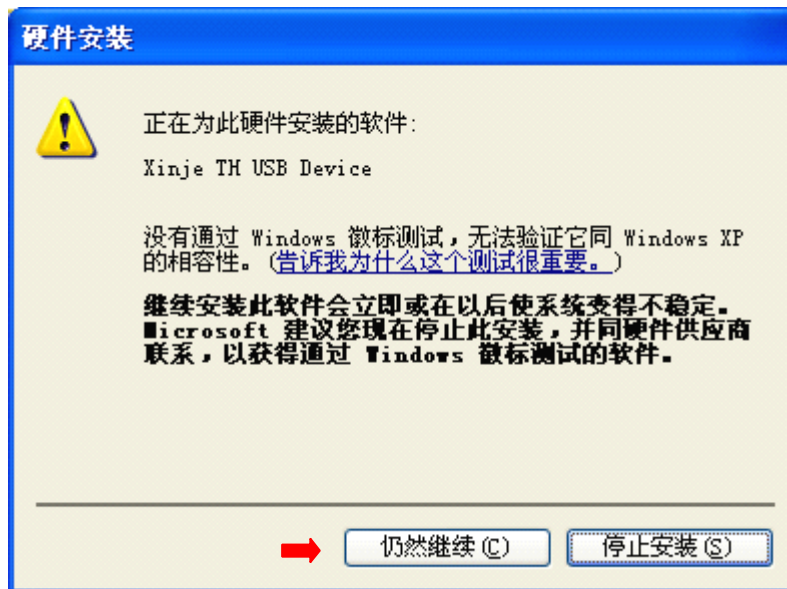 硬件安装
正在为此硬件安装的软件：
Xinje TH USB Device
没有通过 Windows 徽标测试，无法验证它同 Windows XP
的相容性。（告诉我为什么这个测试很重要。）
继续安装此软件会立即或在以后使系统变得不稳定。
Microsoft 建议您现在停止此安装，并同硬件供应商
联系，以获得通过 Windows 徽标测试的软件。
仍然继续(C)
停止安装(S)